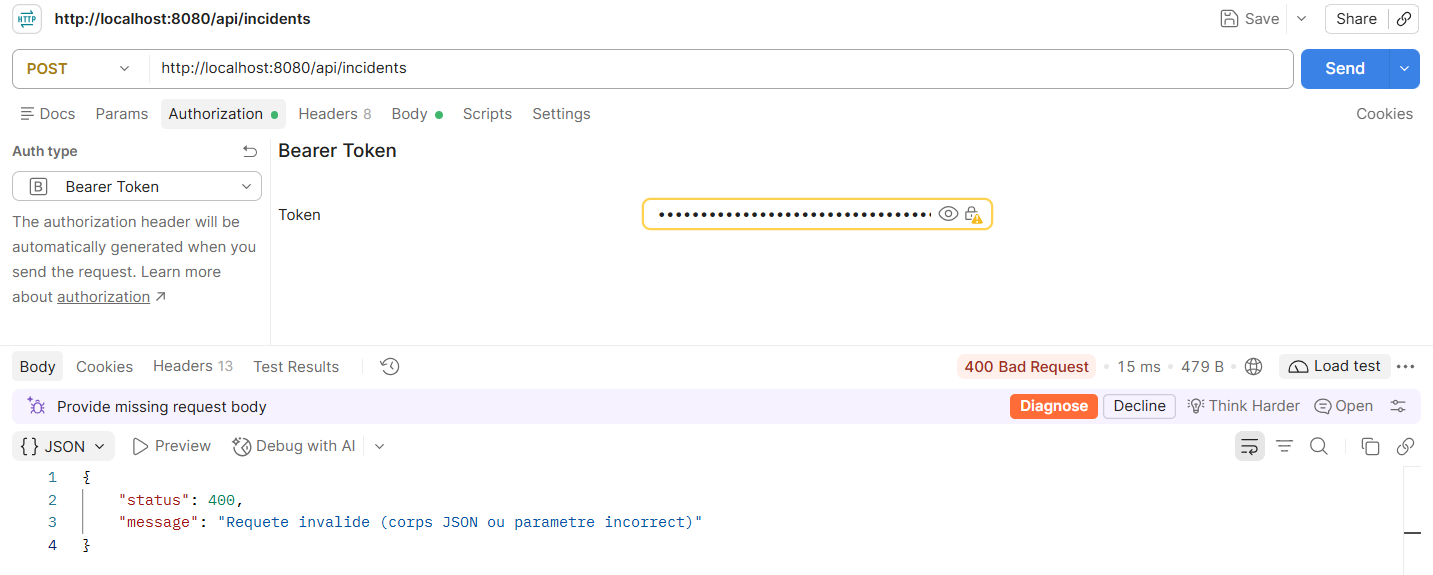 HTTP http://localhost:8080/api/incidents Save Share
POST http://localhost:8080/api/incidents Send
Docs Params Authorization Headers 8 Body Scripts Settings Cookies
Auth type
B Bearer Token
The authorization header will be
automatically generated when you
send the request. Learn more
about authorization
Bearer Token
Token
Body Cookies Headers 13 Test Results 400 Bad Request 15 ms 479 B Load test
Provide missing request body Diagnose Decline Think Harder Open
{} JSON Preview Debug with AI
1 {
2 "status": 400,
3 "message": "Requete invalide (corps JSON ou parametre incorrect)"
4 }